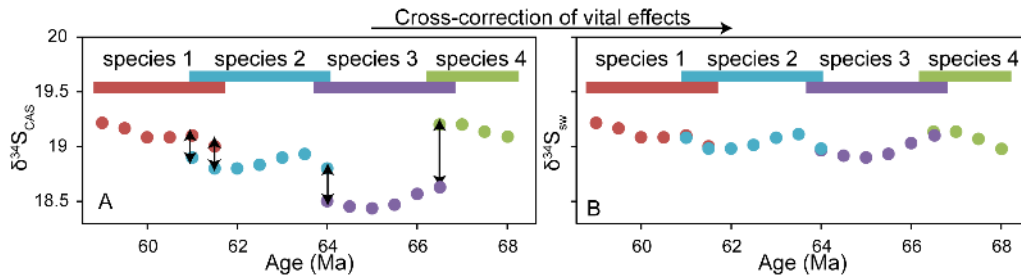 Cross-correction of vital effects
20
19.5
19
18.5
δ³⁴S_CAS
species 1 species 2 species 3 species 4
A
60 62 64 66 68
Age (Ma)
δ³⁴S_sw
species 1 species 2 species 3 species 4
B
60 62 64 66 68
Age (Ma)